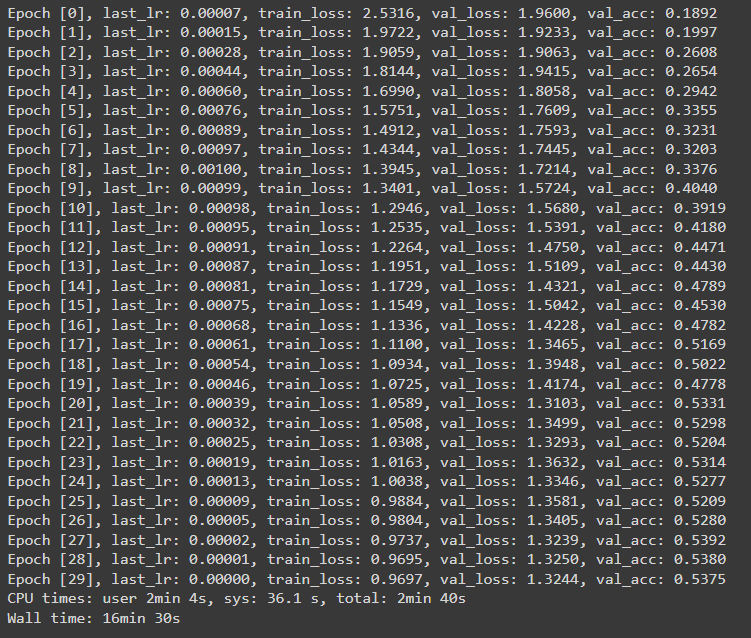 Epoch [0], last_lr: 0.00007, train_loss: 2.5316, val_loss: 1.9600, val_acc: 0.1892
Epoch [1], last_lr: 0.00015, train_loss: 1.9722, val_loss: 1.9233, val_acc: 0.1997
Epoch [2], last_lr: 0.00028, train_loss: 1.9059, val_loss: 1.9063, val_acc: 0.2608
Epoch [3], last_lr: 0.00044, train_loss: 1.8144, val_loss: 1.9415, val_acc: 0.2654
Epoch [4], last_lr: 0.00060, train_loss: 1.6990, val_loss: 1.8058, val_acc: 0.2942
Epoch [5], last_lr: 0.00076, train_loss: 1.5751, val_loss: 1.7609, val_acc: 0.3355
Epoch [6], last_lr: 0.00089, train_loss: 1.4912, val_loss: 1.7593, val_acc: 0.3231
Epoch [7], last_lr: 0.00097, train_loss: 1.4344, val_loss: 1.7445, val_acc: 0.3203
Epoch [8], last_lr: 0.00100, train_loss: 1.3945, val_loss: 1.7214, val_acc: 0.3376
Epoch [9], last_lr: 0.00099, train_loss: 1.3401, val_loss: 1.5724, val_acc: 0.4040
Epoch [10], last_lr: 0.00098, train_loss: 1.2946, val_loss: 1.5680, val_acc: 0.3919
Epoch [11], last_lr: 0.00095, train_loss: 1.2535, val_loss: 1.5391, val_acc: 0.4180
Epoch [12], last_lr: 0.00091, train_loss: 1.2264, val_loss: 1.4750, val_acc: 0.4471
Epoch [13], last_lr: 0.00087, train_loss: 1.1951, val_loss: 1.5109, val_acc: 0.4430
Epoch [14], last_lr: 0.00081, train_loss: 1.1729, val_loss: 1.4321, val_acc: 0.4789
Epoch [15], last_lr: 0.00075, train_loss: 1.1549, val_loss: 1.5042, val_acc: 0.4530
Epoch [16], last_lr: 0.00068, train_loss: 1.1336, val_loss: 1.4228, val_acc: 0.4782
Epoch [17], last_lr: 0.00061, train_loss: 1.1100, val_loss: 1.3465, val_acc: 0.5169
Epoch [18], last_lr: 0.00054, train_loss: 1.0934, val_loss: 1.3948, val_acc: 0.5022
Epoch [19], last_lr: 0.00046, train_loss: 1.0725, val_loss: 1.4174, val_acc: 0.4778
Epoch [20], last_lr: 0.00039, train_loss: 1.0589, val_loss: 1.3103, val_acc: 0.5331
Epoch [21], last_lr: 0.00032, train_loss: 1.0508, val_loss: 1.3499, val_acc: 0.5298
Epoch [22], last_lr: 0.00025, train_loss: 1.0308, val_loss: 1.3293, val_acc: 0.5204
Epoch [23], last_lr: 0.00019, train_loss: 1.0163, val_loss: 1.3632, val_acc: 0.5314
Epoch [24], last_lr: 0.00013, train_loss: 1.0038, val_loss: 1.3346, val_acc: 0.5277
Epoch [25], last_lr: 0.00009, train_loss: 0.9884, val_loss: 1.3581, val_acc: 0.5209
Epoch [26], last_lr: 0.00005, train_loss: 0.9804, val_loss: 1.3405, val_acc: 0.5280
Epoch [27], last_lr: 0.00002, train_loss: 0.9737, val_loss: 1.3239, val_acc: 0.5392
Epoch [28], last_lr: 0.00001, train_loss: 0.9695, val_loss: 1.3250, val_acc: 0.5380
Epoch [29], last_lr: 0.00000, train_loss: 0.9697, val_loss: 1.3244, val_acc: 0.5375
CPU times: user 2min 4s, sys: 36.1 s, total: 2min 40s
Wall time: 16min 30s